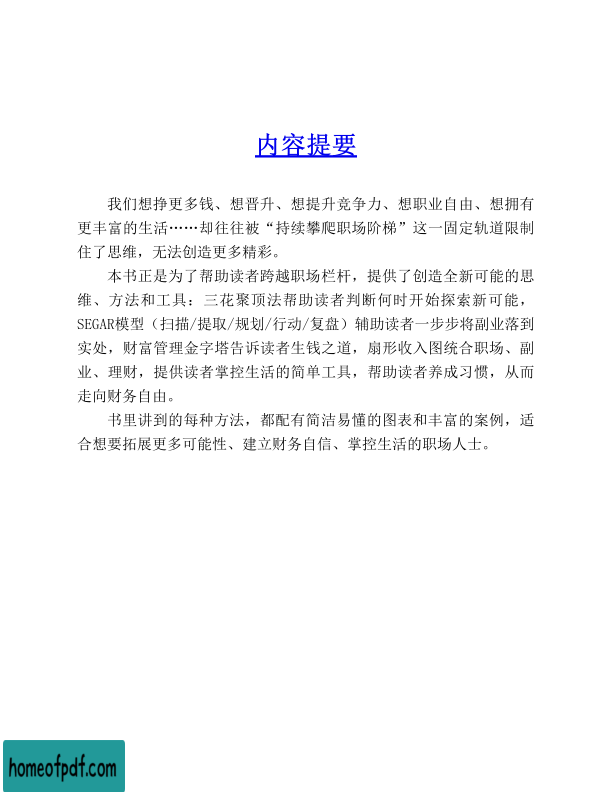 内容提要
我们想挣更多钱、想晋升、想提升竞争力、想职业自由、想拥有
更丰富的生活……却往往被“持续攀爬职场阶梯”这一固定轨道限制
住了思维，无法创造更多精彩。
本书正是为了帮助读者跨越职场栏杆，提供了创造全新可能的思
维、方法和工具：三花聚顶法帮助读者判断何时开始探索新可能，
SEGAR模型（扫描/提取/规划/行动/复盘）辅助读者一步步将副业落到
实处，财富管理金字塔告诉读者生钱之道，扇形收入图统合职场、副
业、理财，提供读者掌控生活的简单工具，帮助读者养成习惯，从而
走向财务自由。
书里讲到的每种方法，都配有简洁易懂的图表和丰富的案例，适
合想要拓展更多可能性、建立财务自信、掌控生活的职场人士。
homeofpdf.com